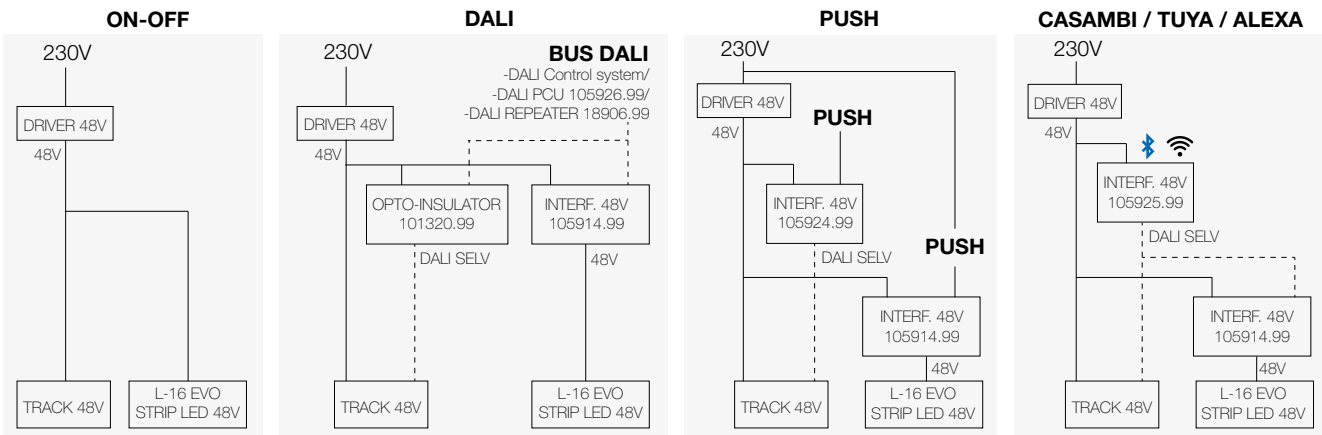 ON-OFF
230V
DRIVER 48V
48V
TRACK 48V
L-16 EVO
STRIP LED 48V
DALI
230V
BUS DALI
-DALI Control system/
-DALI PCU 105926.99/
-DALI REPEATER 18906.99
DRIVER 48V
48V
OPTO-INSULATOR
101320.99
INTERF. 48V
105914.99
DALI SELV
48V
TRACK 48V
L-16 EVO
STRIP LED 48V
PUSH
230V
DRIVER 48V
48V
PUSH
INTERF. 48V
105924.99
DALI SELV
PUSH
INTERF. 48V
105914.99
48V
TRACK 48V
L-16 EVO
STRIP LED 48V
CASAMBI / TUYA / ALEXA
230V
DRIVER 48V
48V
INTERF. 48V
105925.99
DALI SELV
INTERF. 48V
105914.99
48V
TRACK 48V
L-16 EVO
STRIP LED 48V